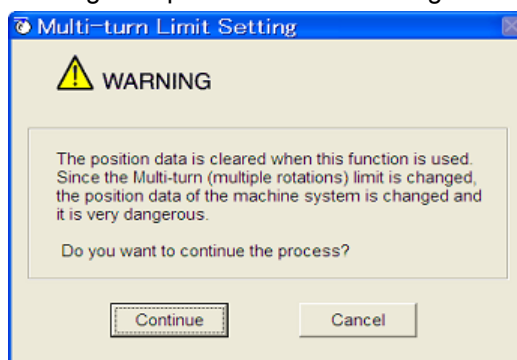 Multi-turn Limit Setting
WARNING
The position data is cleared when this function is used.
Since the Multi-turn (multiple rotations) limit is changed,
the position data of the machine system is changed and
it is very dangerous.
Do you want to continue the process?
Continue
Cancel